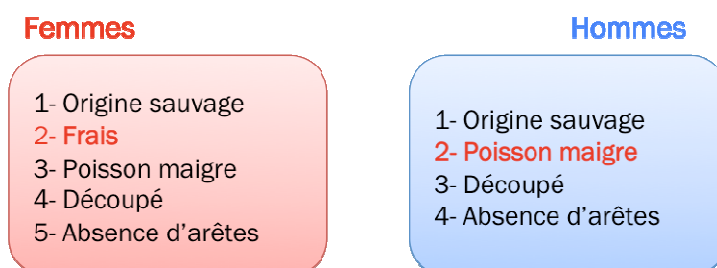 Femmes
1- Origine sauvage
2- Frais
3- Poisson maigre
4- Découpé
5- Absence d'arêtes
Hommes
1- Origine sauvage
2- Poisson maigre
3- Découpé
4- Absence d'arêtes